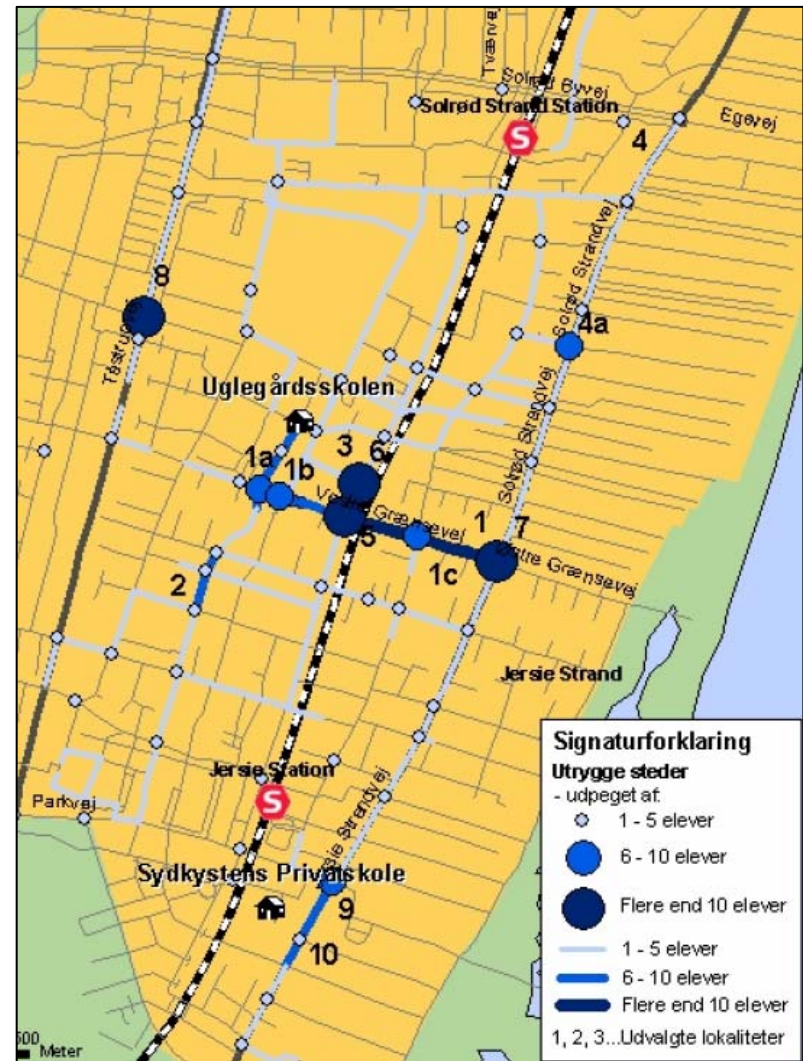 Tværvej
Solrød Byvej
Solrød Strand Station
S
Egevej
4
Solrød Strandvej
8
4a
Uglegårdsskolen
3
6
1a
1b
Solrød Strandvej
Vestre Grænsevej
1
7
5
Østre Grænsevej
1c
2
Jersie Strand
Jersie Station
S
Parkvej
Jersie Strandvej
Sydkystens Privatskole
9
10
500
Meter
Signaturforklaring
Utrygge steder
- udpeget af:
1 - 5 elever
6 - 10 elever
Flere end 10 elever
1 - 5 elever
6 - 10 elever
Flere end 10 elever
1, 2, 3...Udvalgte lokaliteter